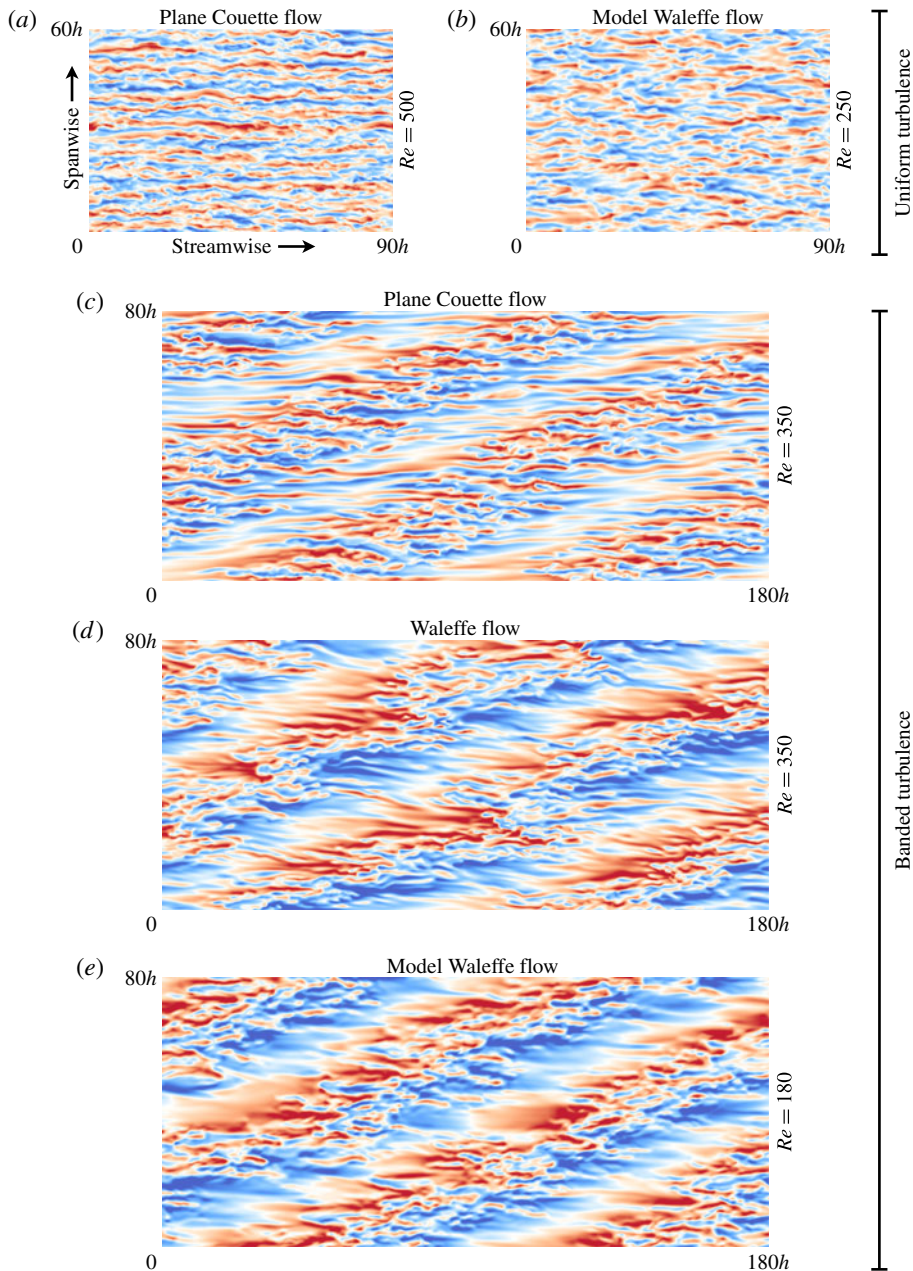 (a)
Plane Couette flow
60h
Spanwise
Re = 500
0
Streamwise
90h
(b)
Model Waleffe flow
60h
Re = 250
0
90h
Uniform turbulence
(c)
Plane Couette flow
80h
Re = 350
0
180h
(d)
Waleffe flow
80h
Re = 350
0
180h
(e)
Model Waleffe flow
80h
Re = 180
0
180h
Banded turbulence